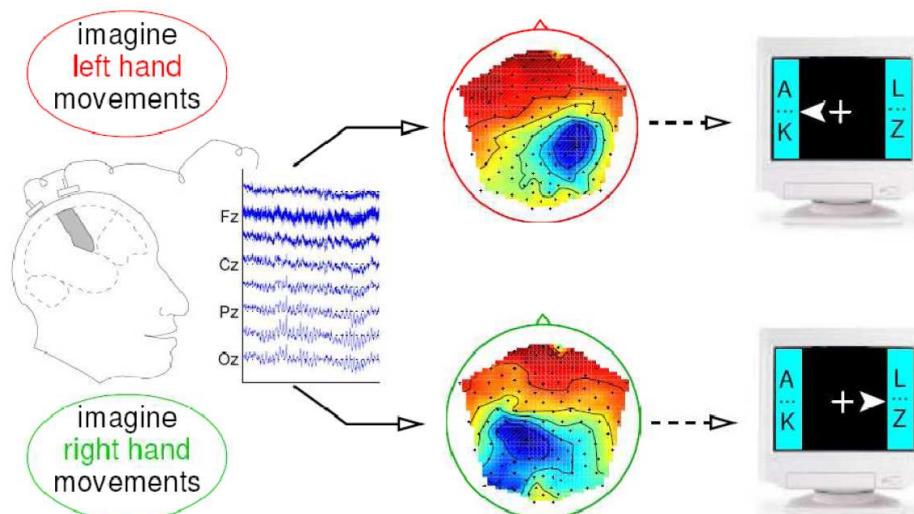 imagine
left hand
movements
Fz
Cz
Pz
Oz
imagine
right hand
movements
A
...
K
L
...
Z
A
...
K
L
...
Z